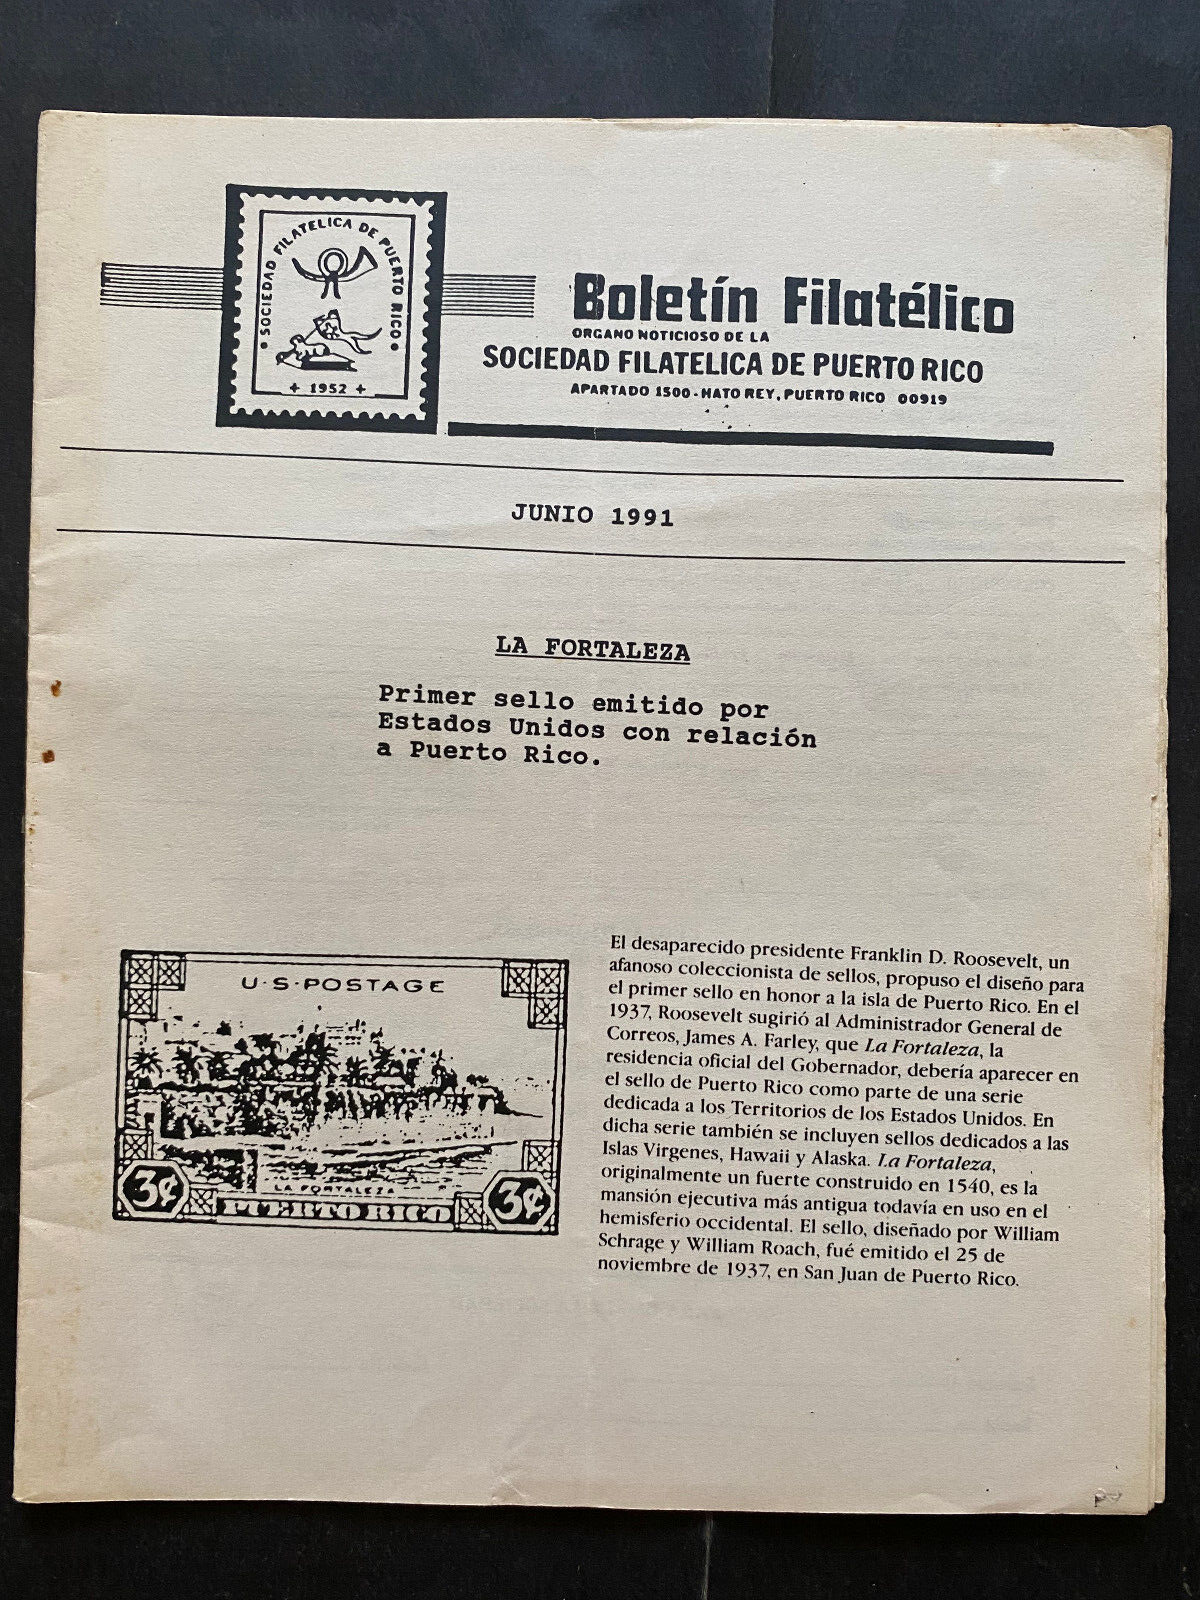 SOCIEDAD FILATELICA DE PUERTO RICO
+ 1952 +
Boletín Filatélico
ORGANO NOTICIOSO DE LA
SOCIEDAD FILATELICA DE PUERTO RICO
APARTADO 1500 - HATO REY, PUERTO RICO 00919
JUNIO 1991
LA FORTALEZA
Primer sello emitido por
Estados Unidos con relación
a Puerto Rico.
U·S·POSTAGE
LA FORTALEZA
3¢ PUERTO RICO 3¢
El desaparecido presidente Franklin D. Roosevelt, un
afanoso coleccionista de sellos, propuso el diseño para
el primer sello en honor a la isla de Puerto Rico. En el
1937, Roosevelt sugirió al Administrador General de
Correos, James A. Farley, que La Fortaleza, la
residencia oficial del Gobernador, debería aparecer en
el sello de Puerto Rico como parte de una serie
dedicada a los Territorios de los Estados Unidos. En
dicha serie también se incluyen sellos dedicados a las
Islas Virgenes, Hawaii y Alaska. La Fortaleza,
originalmente un fuerte construido en 1540, es la
mansión ejecutiva más antigua todavía en uso en el
hemisferio occidental. El sello, diseñado por William
Schrage y William Roach, fué emitido el 25 de
noviembre de 1937, en San Juan de Puerto Rico.